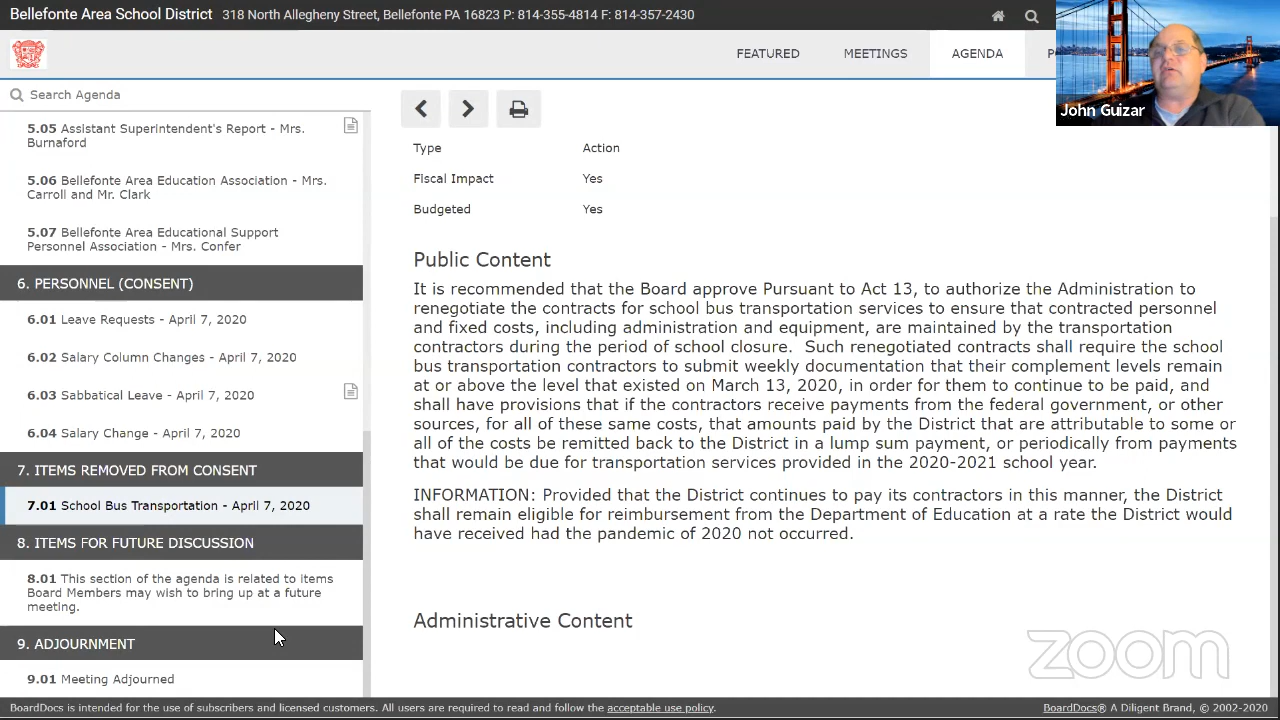 Bellefonte Area School District 318 North Allegheny Street, Bellefonte PA 16823 P: 814-355-4814 F: 814-357-2430
FEATURED MEETINGS AGENDA P
John Guizar
Search Agenda
5.05 Assistant Superintendent's Report - Mrs.
Burnaford
5.06 Bellefonte Area Education Association - Mrs.
Carroll and Mr. Clark
5.07 Bellefonte Area Educational Support
Personnel Association - Mrs. Confer
6. PERSONNEL (CONSENT)
6.01 Leave Requests - April 7, 2020
6.02 Salary Column Changes - April 7, 2020
6.03 Sabbatical Leave - April 7, 2020
6.04 Salary Change - April 7, 2020
7. ITEMS REMOVED FROM CONSENT
7.01 School Bus Transportation - April 7, 2020
8. ITEMS FOR FUTURE DISCUSSION
8.01 This section of the agenda is related to items
Board Members may wish to bring up at a future
meeting.
9. ADJOURNMENT
9.01 Meeting Adjourned
Type Action
Fiscal Impact Yes
Budgeted Yes
Public Content
It is recommended that the Board approve Pursuant to Act 13, to authorize the Administration to
renegotiate the contracts for school bus transportation services to ensure that contracted personnel
and fixed costs, including administration and equipment, are maintained by the transportation
contractors during the period of school closure. Such renegotiated contracts shall require the school
bus transportation contractors to submit weekly documentation that their complement levels remain
at or above the level that existed on March 13, 2020, in order for them to continue to be paid, and
shall have provisions that if the contractors receive payments from the federal government, or other
sources, for all of these same costs, that amounts paid by the District that are attributable to some or
all of the costs be remitted back to the District in a lump sum payment, or periodically from payments
that would be due for transportation services provided in the 2020-2021 school year.
INFORMATION: Provided that the District continues to pay its contractors in this manner, the District
shall remain eligible for reimbursement from the Department of Education at a rate the District would
have received had the pandemic of 2020 not occurred.
Administrative Content
zoom
BoardDocs is intended for the use of subscribers and licensed customers. All users are required to read and follow the acceptable use policy. BoardDocs® A Diligent Brand, © 2002-2020